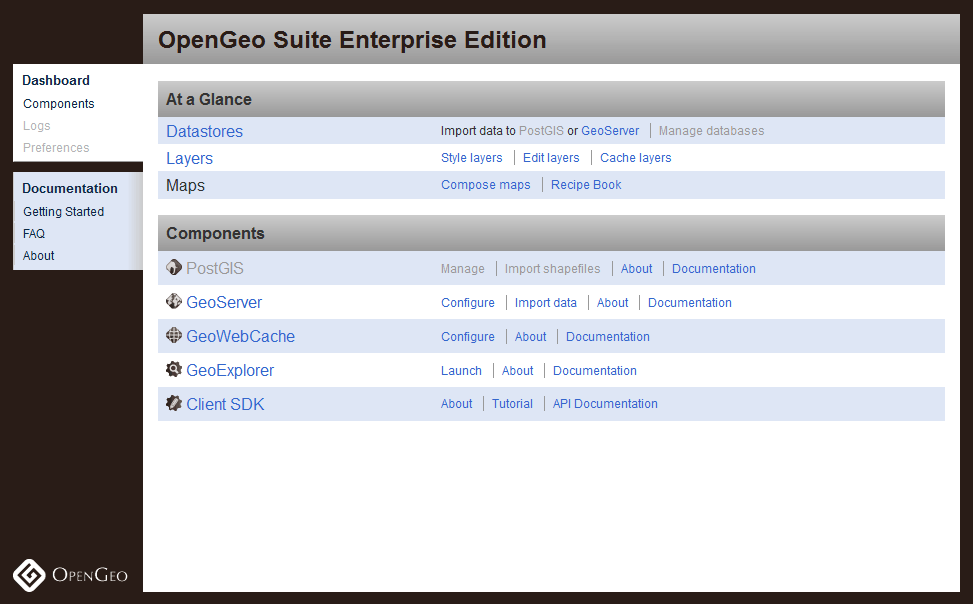 OpenGeo Suite Enterprise Edition
Dashboard
Components
Logs
Preferences
Documentation
Getting Started
FAQ
About
At a Glance
Datastores Import data to PostGIS or GeoServer Manage databases
Layers Style layers Edit layers Cache layers
Maps Compose maps Recipe Book
Components
PostGIS Manage Import shapefiles About Documentation
GeoServer Configure Import data About Documentation
GeoWebCache Configure About Documentation
GeoExplorer Launch About Documentation
Client SDK About Tutorial API Documentation
OpenGeo